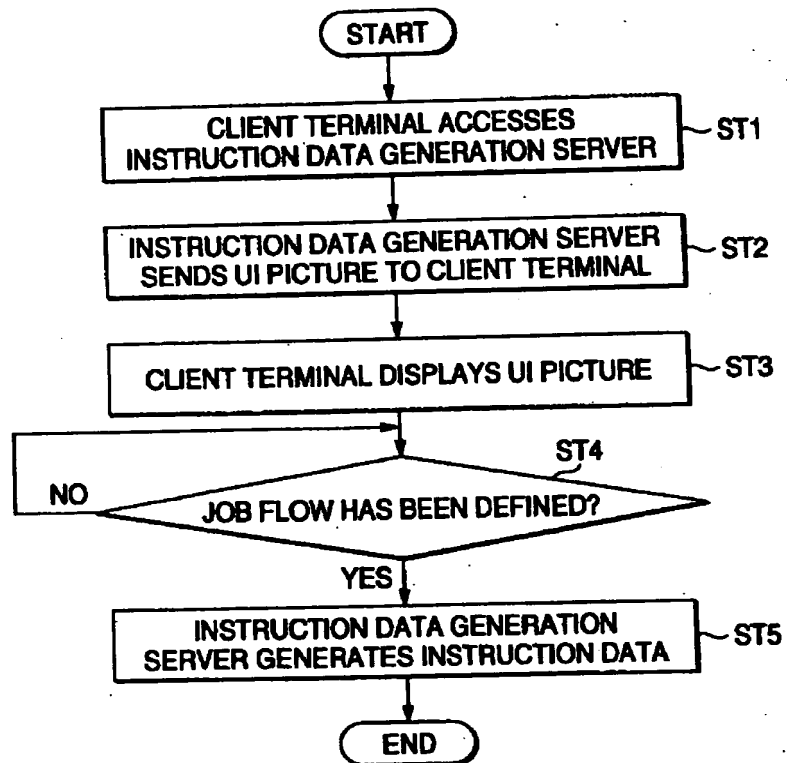 START
CLIENT TERMINAL ACCESSES
INSTRUCTION DATA GENERATION SERVER
ST1
INSTRUCTION DATA GENERATION SERVER
SENDS UI PICTURE TO CLIENT TERMINAL
ST2
CLIENT TERMINAL DISPLAYS UI PICTURE
ST3
ST4
NO
JOB FLOW HAS BEEN DEFINED?
YES
INSTRUCTION DATA GENERATION
SERVER GENERATES INSTRUCTION DATA
ST5
END